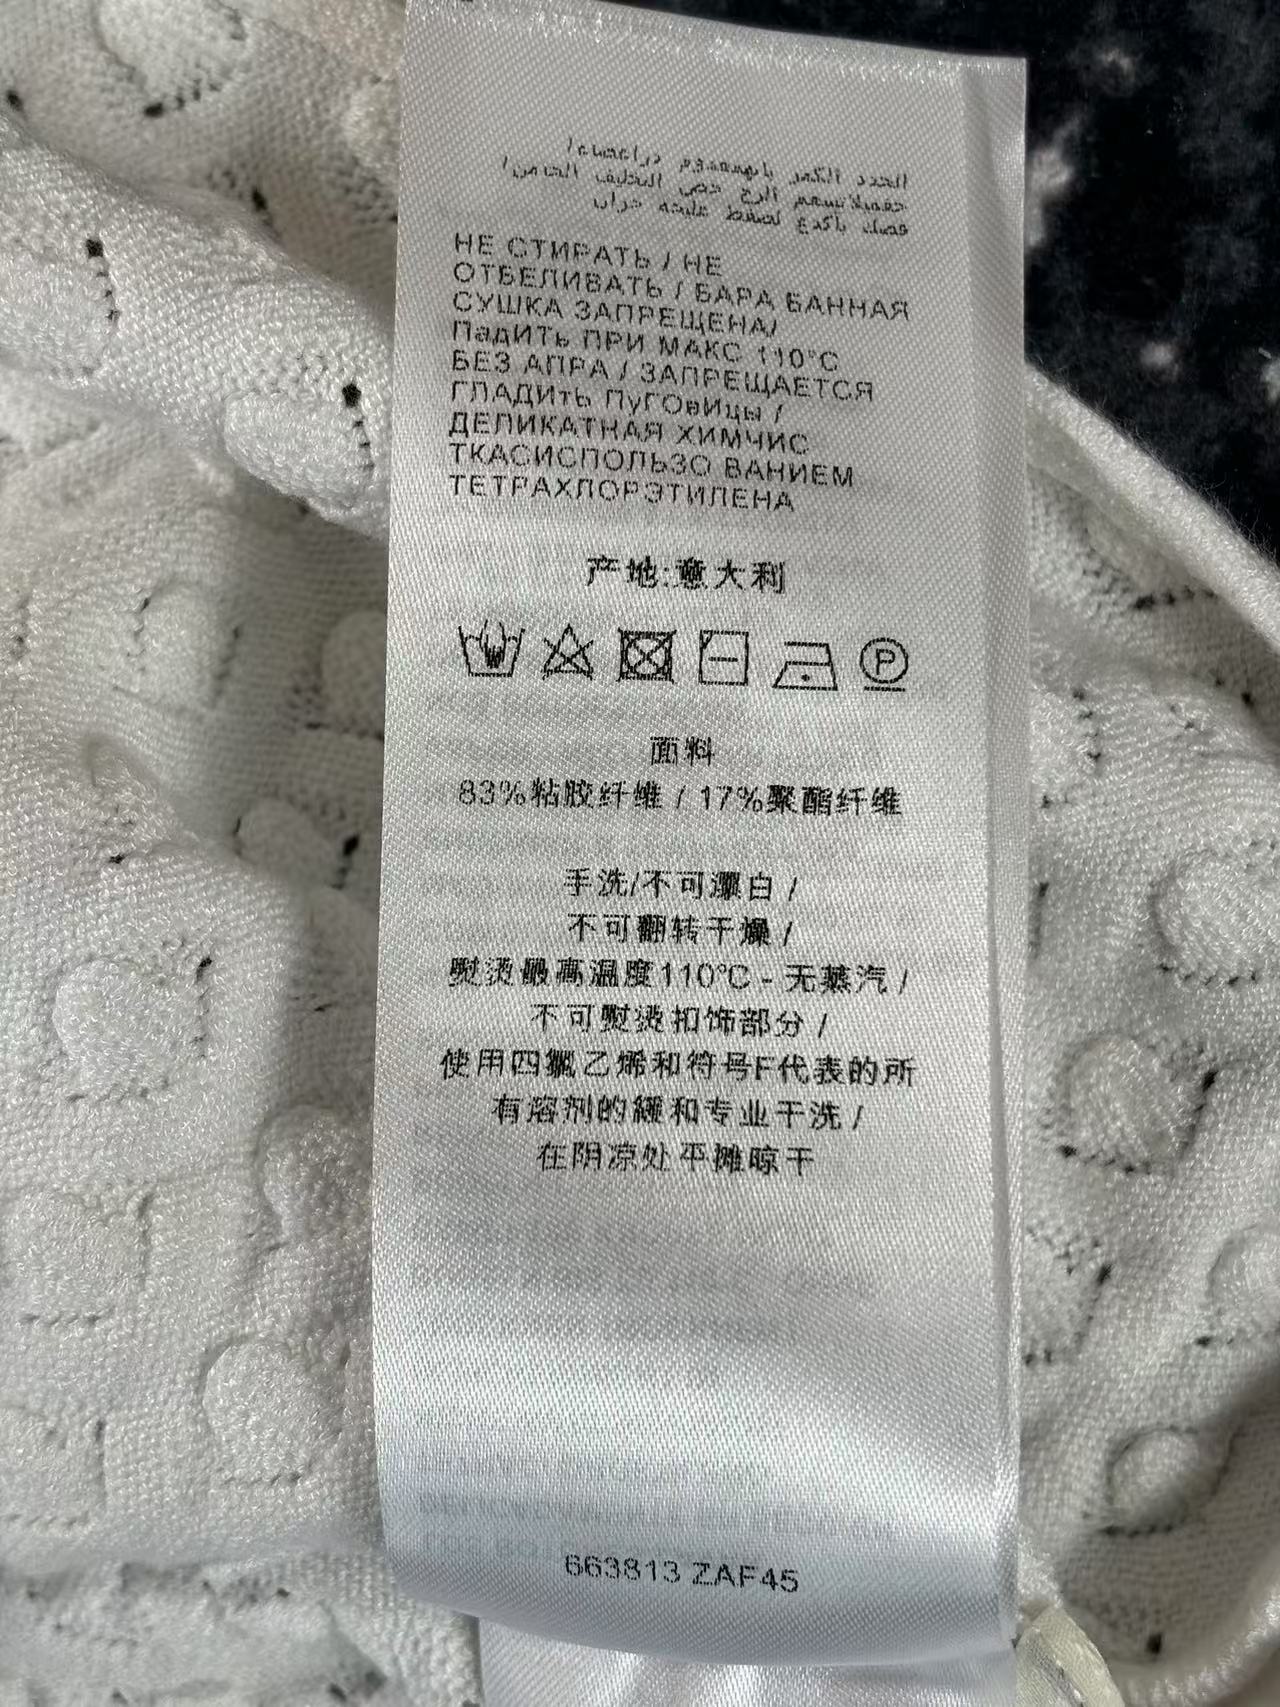 НЕ СТИРАТЬ / НЕ
ОТБЕЛИВАТЬ / БАРА БАННАЯ
СУШКА ЗАПРЕЩЕНА/
ПадИТЬ ПРИ МАКС 110°C
БЕЗ АПРА / ЗАПРЕЩАЕТСЯ
ГЛАДИть ПуГОвИцы /
ДЕЛИКАТНАЯ ХИМЧИС
ТКАСИСПОЛЬЗО ВАНИЕМ
ТЕТРАХЛОРЭТИЛЕНА
产地:意大利
P
面料
83%粘胶纤维 / 17%聚酯纤维
手洗/不可漂白 /
不可翻转干燥 /
熨烫最高温度110°C - 无蒸汽 /
不可熨烫扣饰部分 /
使用四氯乙烯和符号F代表的所
有溶剂的缓和专业干洗 /
在阴凉处平摊晾干
663813 ZAF45